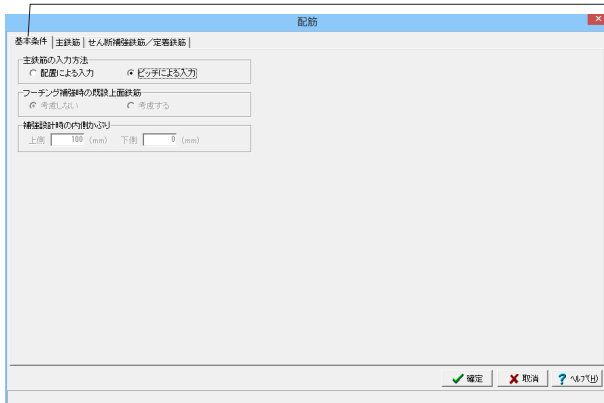 配筋
基本条件 主鉄筋 せん断補強鉄筋／定着鉄筋
主鉄筋の入力方法
配置による入力 ピッチによる入力
フーチング補強時の既設上面鉄筋
考慮しない 考慮する
補強設計時の内側かぶり
上側 100 (mm) 下側 0 (mm)
確定 取消 ? ヘルプ(H)